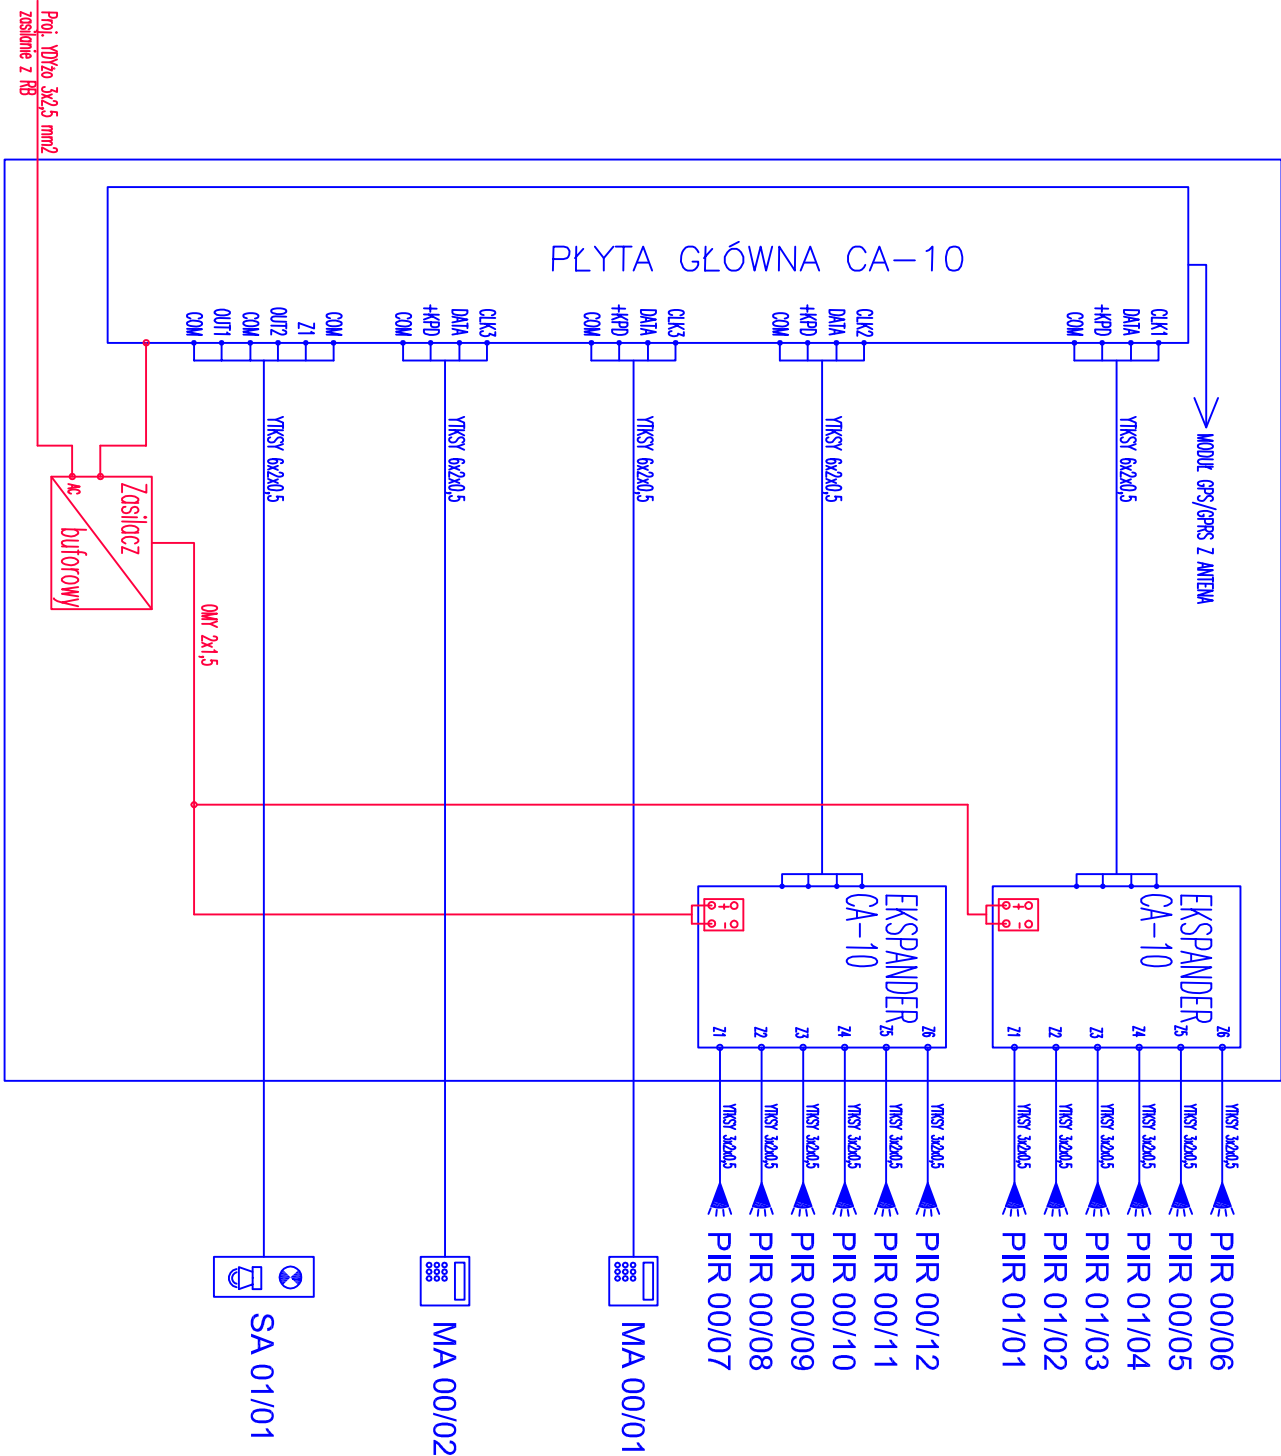 Proj. YDYżo 3x2,5 mm2
zasilanie z RB
PŁYTA GŁÓWNA CA-10
COM
OUT1
COM
OUT2
Z1
COM
COM
+KPD
DATA
CLK3
COM
+KPD
DATA
CLK3
COM
+KPD
DATA
CLK2
COM
+KPD
DATA
CLK1
YTKSY 6x2x0,5
YTKSY 6x2x0,5
YTKSY 6x2x0,5
YTKSY 6x2x0,5
YTKSY 6x2x0,5
MODUŁ GPS/GPRS Z ANTENA
AC
Zasilacz
buforowy
OMY 2x1,5
EKSPANDER
CA-10
+
-
Z1
Z2
Z3
Z4
Z5
Z6
EKSPANDER
CA-10
+
-
Z1
Z2
Z3
Z4
Z5
Z6
YTKSY 3x2x0,5
YTKSY 3x2x0,5
YTKSY 3x2x0,5
YTKSY 3x2x0,5
YTKSY 3x2x0,5
YTKSY 3x2x0,5
YTKSY 3x2x0,5
YTKSY 3x2x0,5
YTKSY 3x2x0,5
YTKSY 3x2x0,5
YTKSY 3x2x0,5
YTKSY 3x2x0,5
SA 01/01
MA 00/02
MA 00/01
PIR 00/07
PIR 00/08
PIR 00/09
PIR 00/10
PIR 00/11
PIR 00/12
PIR 01/01
PIR 01/02
PIR 01/03
PIR 01/04
PIR 00/05
PIR 00/06